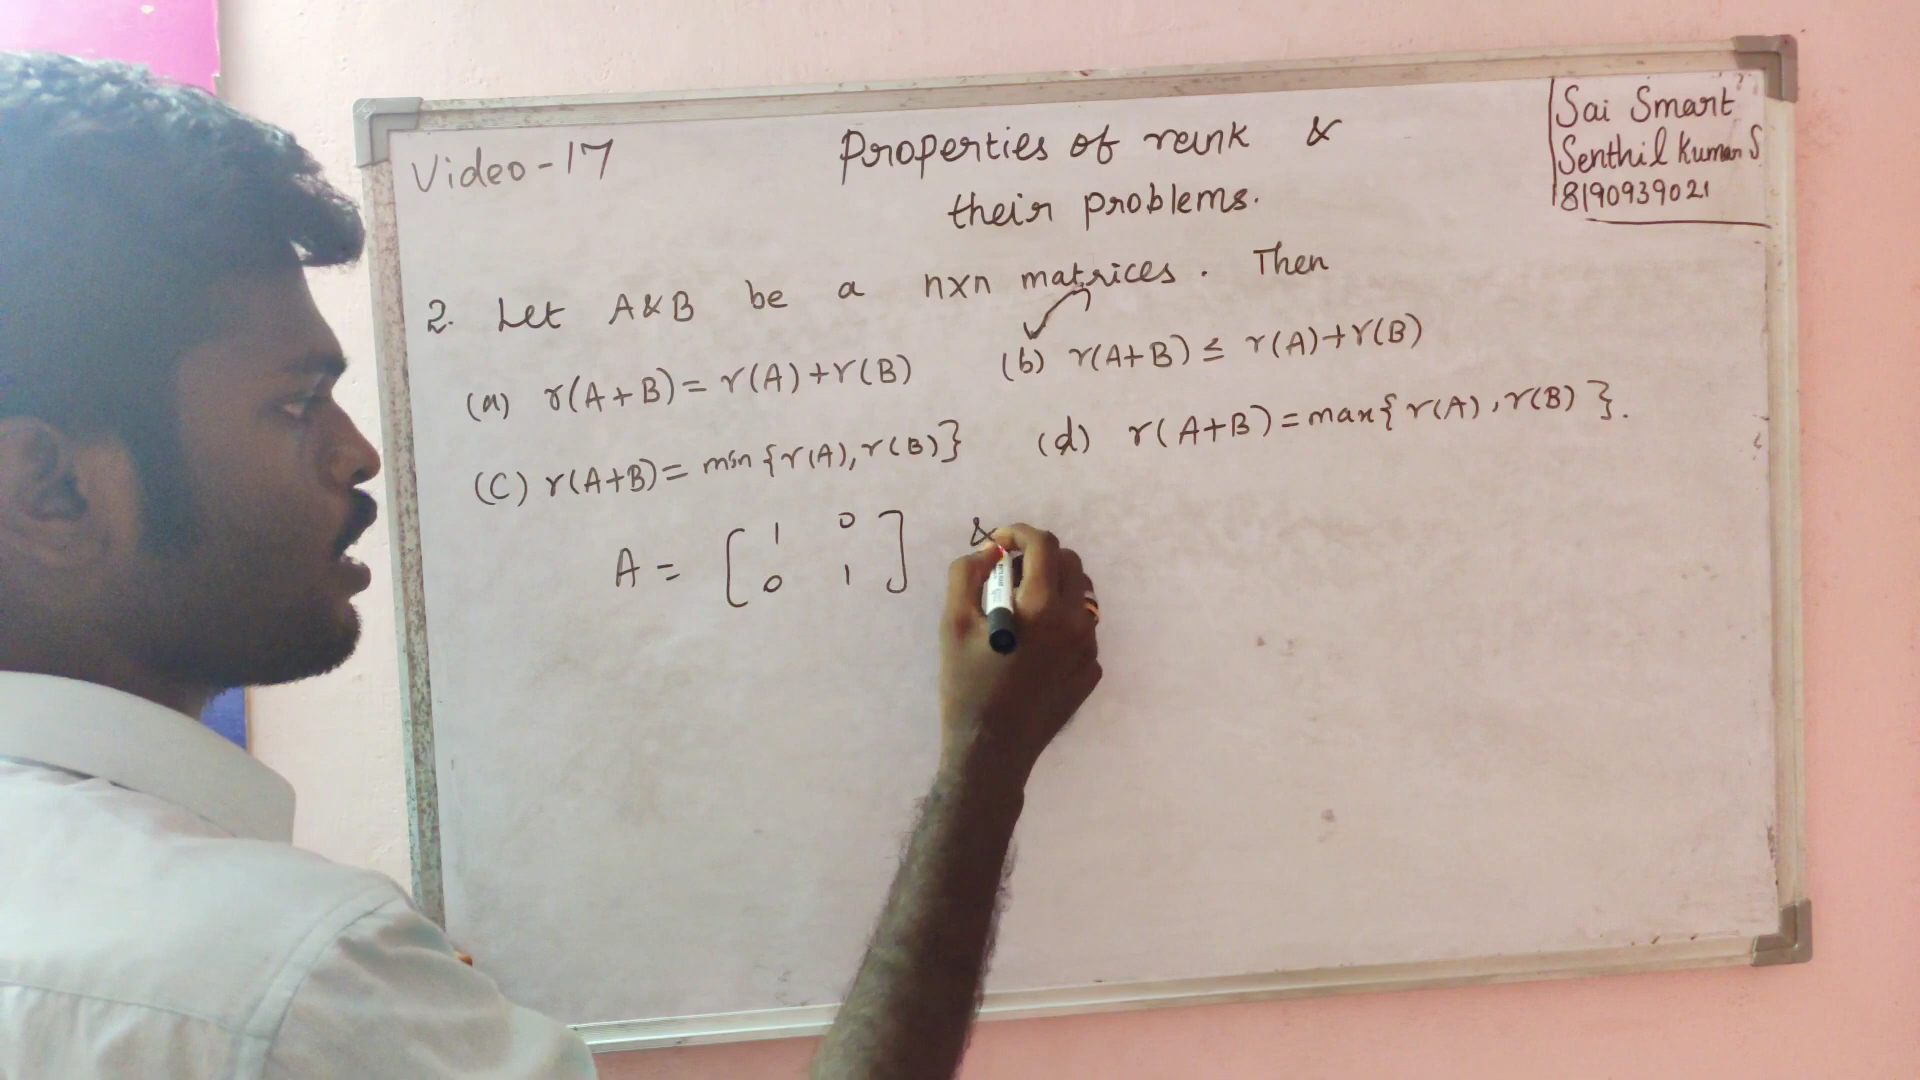 Video-17
Properties of rank &
their problems.
Sai Smart
Senthil Kumar S
8190939021
2. Let A&B be a n×n matrices. Then
(a) r(A+B)=r(A)+r(B) (b) r(A+B) ≤ r(A)+r(B)
(C) r(A+B)= min{r(A),r(B)} (d) r(A+B)=max{r(A),r(B)}.
A = [ 1 0 ] &
0 1